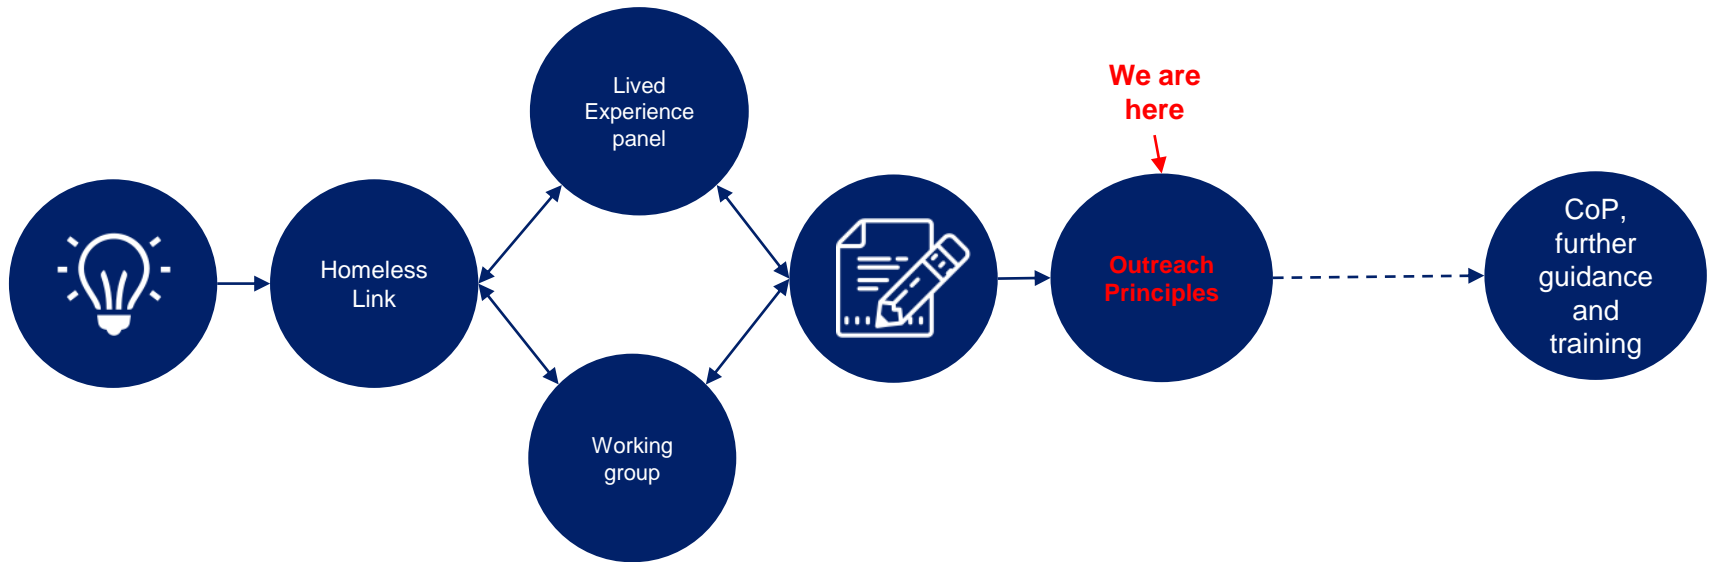 Homeless
Link
Lived
Experience
panel
Working
group
We are
here
Outreach
Principles
CoP,
further
guidance
and
training